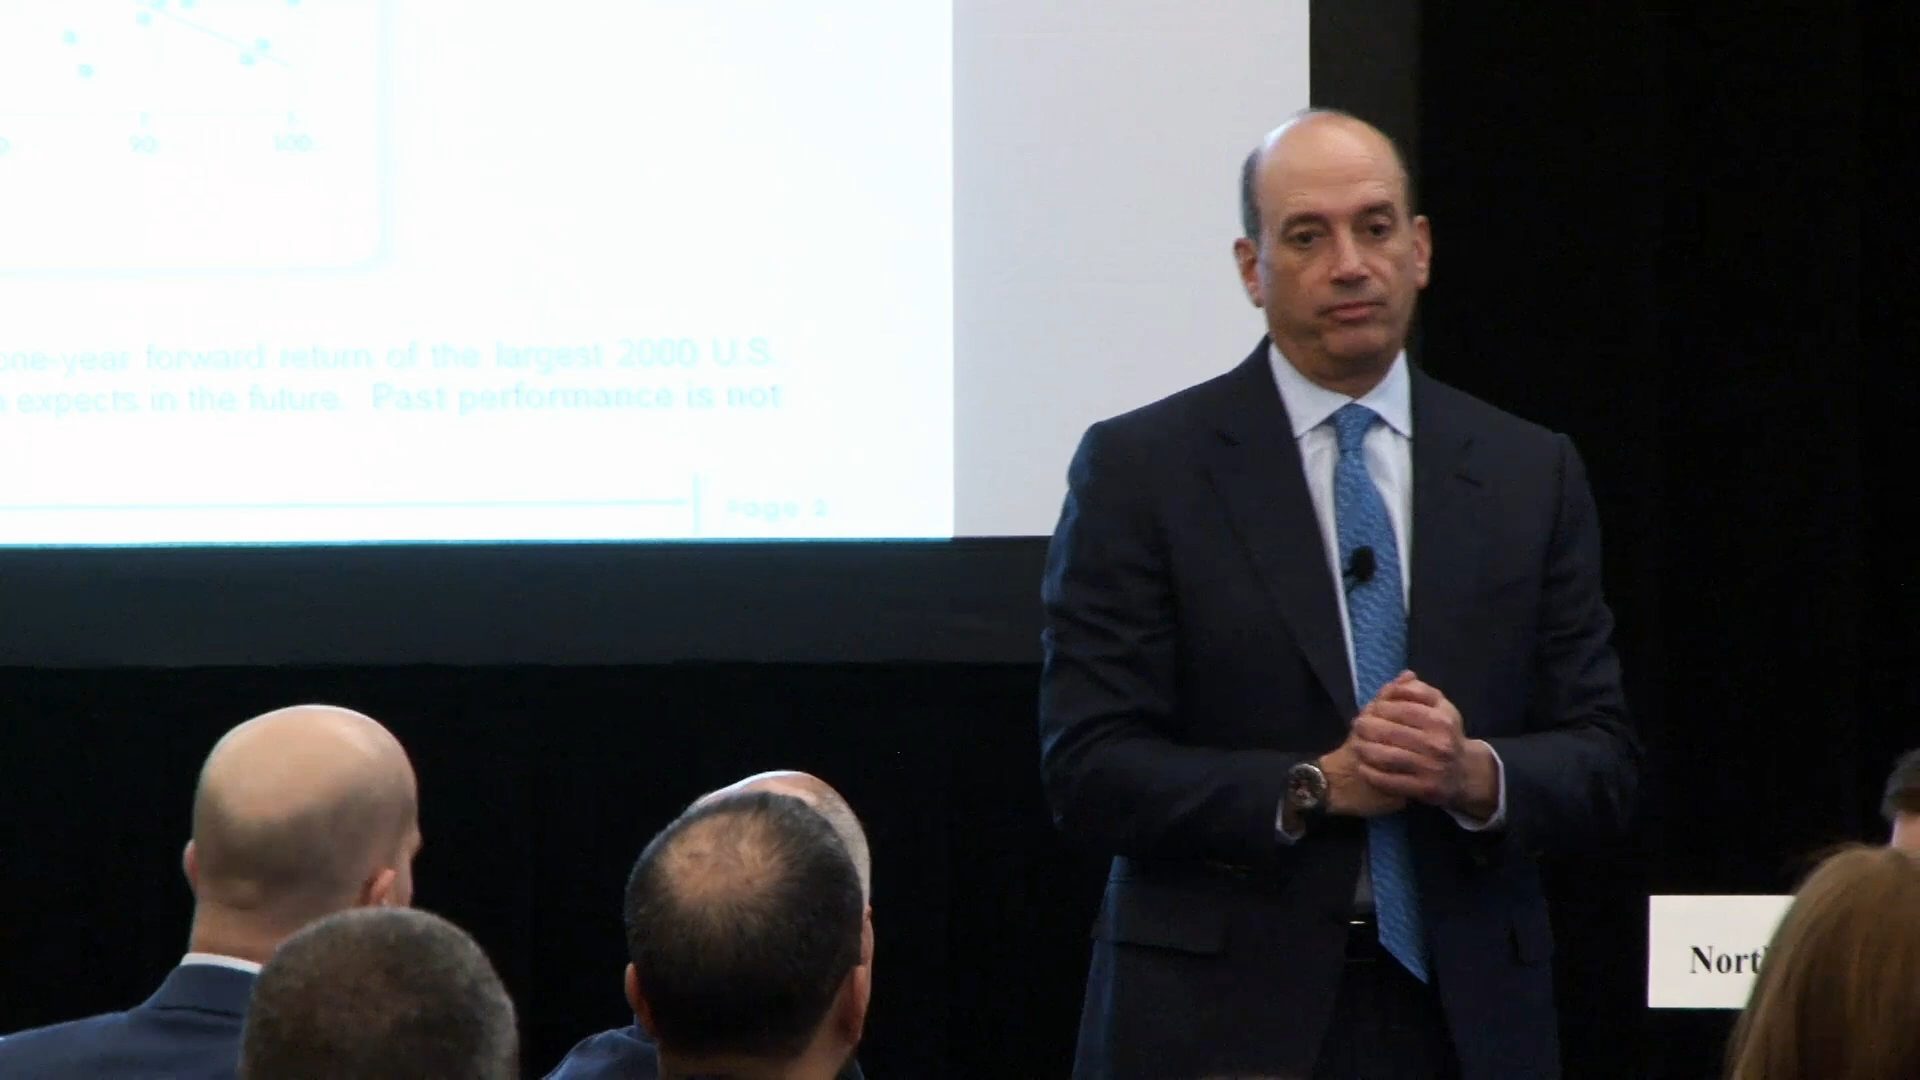 90 100
one-year forward return of the largest 2000 U.S.
expects in the future. Past performance is not
Page 2
Nort